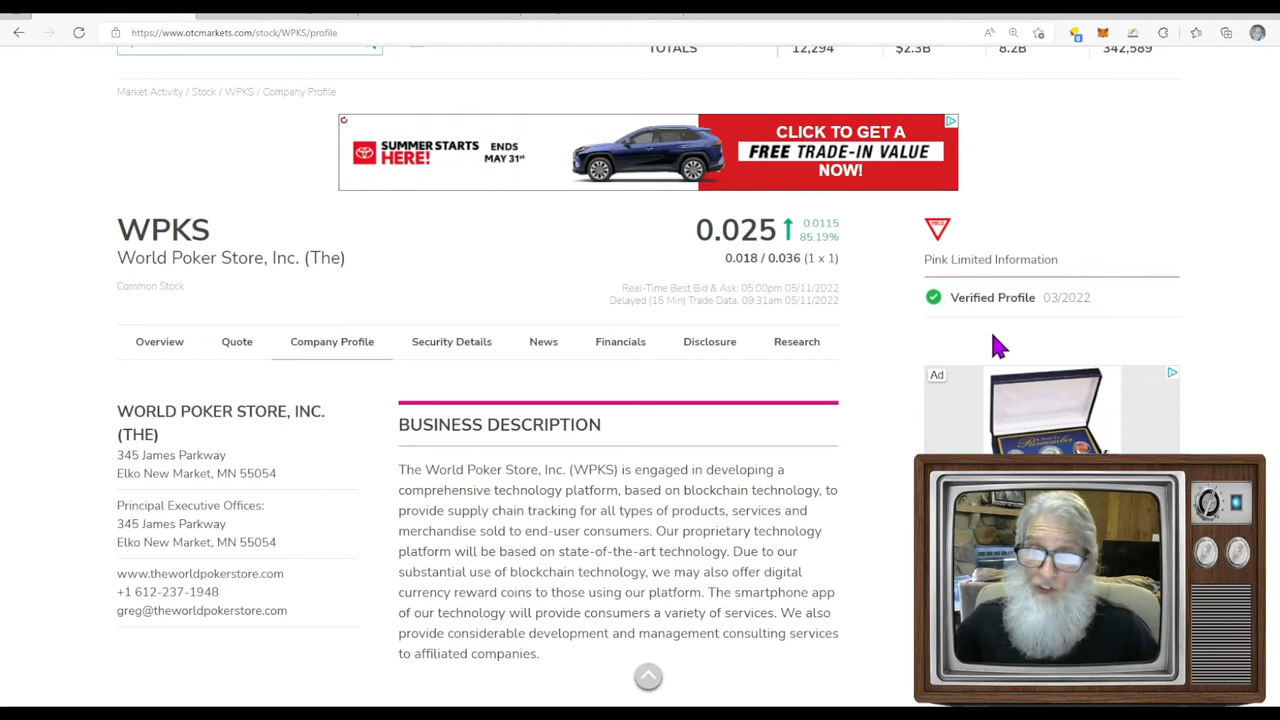 https://www.otcmarkets.com/stock/WPKS/profile
TOTALS 12,294 $2.3B 8.2B 342,589
Market Activity / Stock / WPKS / Company Profile
SUMMER STARTS HERE!
ENDS MAY 31ST
CLICK TO GET A
FREE TRADE-IN VALUE
NOW!
WPKS
World Poker Store, Inc. (The)
Common Stock
0.025 0.0115
85.19%
0.018 / 0.036 (1 x 1)
Real-Time Best Bid & Ask: 05:00pm 05/11/2022
Delayed (15 Min) Trade Data: 09:31am 05/11/2022
YIELD
Pink Limited Information
Verified Profile 03/2022
Overview Quote Company Profile Security Details News Financials Disclosure Research
WORLD POKER STORE, INC.
(THE)
345 James Parkway
Elko New Market, MN 55054
Principal Executive Offices:
345 James Parkway
Elko New Market, MN 55054
www.theworldpokerstore.com
+1 612-237-1948
greg@theworldpokerstore.com
BUSINESS DESCRIPTION
The World Poker Store, Inc. (WPKS) is engaged in developing a
comprehensive technology platform, based on blockchain technology, to
provide supply chain tracking for all types of products, services and
merchandise sold to end-user consumers. Our proprietary technology
platform will be based on state-of-the-art technology. Due to our
substantial use of blockchain technology, we may also offer digital
currency reward coins to those using our platform. The smartphone app
of our technology will provide consumers a variety of services. We also
provide considerable development and management consulting services
to affiliated companies.
Ad
Remember